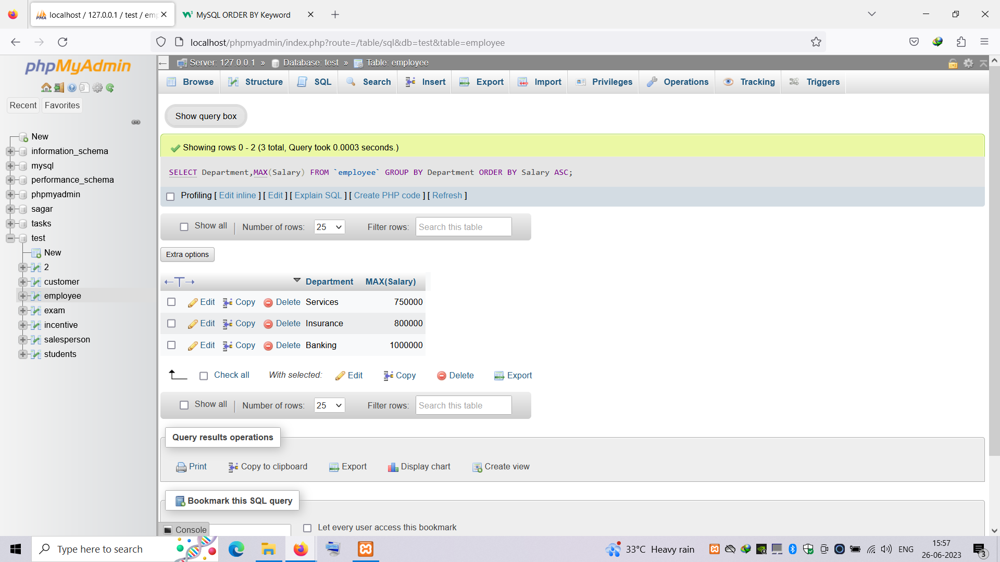 localhost / 127.0.0.1 / test / emp
MySQL ORDER BY Keyword
localhost/phpmyadmin/index.php?route=/table/sql&db=test&table=employee
phpMyAdmin
Recent
Favorites
New
information_schema
mysql
performance_schema
phpmyadmin
sagar
tasks
test
New
2
customer
employee
exam
incentive
salesperson
students
Server: 127.0.0.1 » Database: test » Table: employee
Browse Structure SQL Search Insert Export Import Privileges Operations Tracking Triggers
Show query box
Showing rows 0 - 2 (3 total, Query took 0.0003 seconds.)
SELECT Department,MAX(Salary) FROM `employee` GROUP BY Department ORDER BY Salary ASC;
Profiling [ Edit inline ] [ Edit ] [ Explain SQL ] [ Create PHP code ] [ Refresh ]
Show all | Number of rows: 25 Filter rows: Search this table
Extra options
←T→ Department MAX(Salary)
Edit Copy Delete Services 750000
Edit Copy Delete Insurance 800000
Edit Copy Delete Banking 1000000
Check all With selected: Edit Copy Delete Export
Show all | Number of rows: 25 Filter rows: Search this table
Query results operations
Print Copy to clipboard Export Display chart Create view
Bookmark this SQL query
Let every user access this bookmark
Console
Type here to search
33°C Heavy rain
ENG
15:57
26-06-2023
3